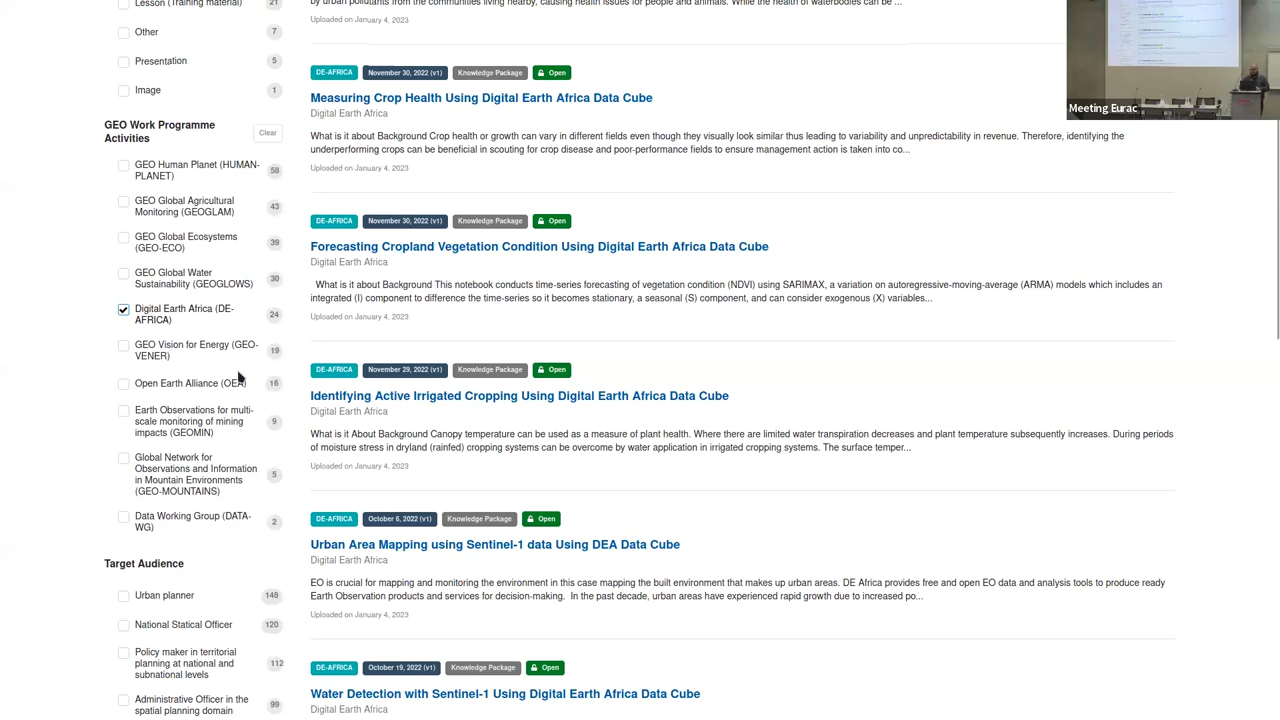 Lesson (Training material) 21
Other 7
Presentation 5
Image 1
GEO Work Programme
Activities
Clear
GEO Human Planet (HUMAN-
PLANET) 58
GEO Global Agricultural
Monitoring (GEOGLAM) 43
GEO Global Ecosystems
(GEO-ECO) 39
GEO Global Water
Sustainability (GEOGLOWS) 30
Digital Earth Africa (DE-
AFRICA) 24
GEO Vision for Energy (GEO-
VENER) 19
Open Earth Alliance (OEA) 16
Earth Observations for multi-
scale monitoring of mining
impacts (GEOMIN) 9
Global Network for
Observations and Information
in Mountain Environments
(GEO-MOUNTAINS) 5
Data Working Group (DATA-
WG) 2
Target Audience
Urban planner 148
National Statical Officer 120
Policy maker in territorial
planning at national and
subnational levels 112
Administrative Officer in the
spatial planning domain 99
by urban pollutants from the communities living nearby, causing health issues for people and animals. While the health of waterbodies can be ...
Uploaded on January 4, 2023
DE-AFRICA November 30, 2022 (v1) Knowledge Package Open
Measuring Crop Health Using Digital Earth Africa Data Cube
Digital Earth Africa
What is it about Background Crop health or growth can vary in different fields even though they visually look similar thus leading to variability and unpredictability in revenue. Therefore, identifying the
underperforming crops can be beneficial in scouting for crop disease and poor-performance fields to ensure management action is taken into co...
Uploaded on January 4, 2023
DE-AFRICA November 30, 2022 (v1) Knowledge Package Open
Forecasting Cropland Vegetation Condition Using Digital Earth Africa Data Cube
Digital Earth Africa
What is it about Background This notebook conducts time-series forecasting of vegetation condition (NDVI) using SARIMAX, a variation on autoregressive-moving-average (ARMA) models which includes an
integrated (I) component to difference the time-series so it becomes stationary, a seasonal (S) component, and can consider exogenous (X) variables...
Uploaded on January 4, 2023
DE-AFRICA November 29, 2022 (v1) Knowledge Package Open
Identifying Active Irrigated Cropping Using Digital Earth Africa Data Cube
Digital Earth Africa
What is it About Background Canopy temperature can be used as a measure of plant health. Where there are limited water transpiration decreases and plant temperature subsequently increases. During periods
of moisture stress in dryland (rainfed) cropping systems can be overcome by water application in irrigated cropping systems. The surface temper...
Uploaded on January 4, 2023
DE-AFRICA October 6, 2022 (v1) Knowledge Package Open
Urban Area Mapping using Sentinel-1 data Using DEA Data Cube
Digital Earth Africa
EO is crucial for mapping and monitoring the environment in this case mapping the built environment that makes up urban areas. DE Africa provides free and open EO data and analysis tools to produce ready
Earth Observation products and services for decision-making.  In the past decade, urban areas have experienced rapid growth due to increased po...
Uploaded on January 4, 2023
DE-AFRICA October 19, 2022 (v1) Knowledge Package Open
Water Detection with Sentinel-1 Using Digital Earth Africa Data Cube
Digital Earth Africa
Meeting Eurac